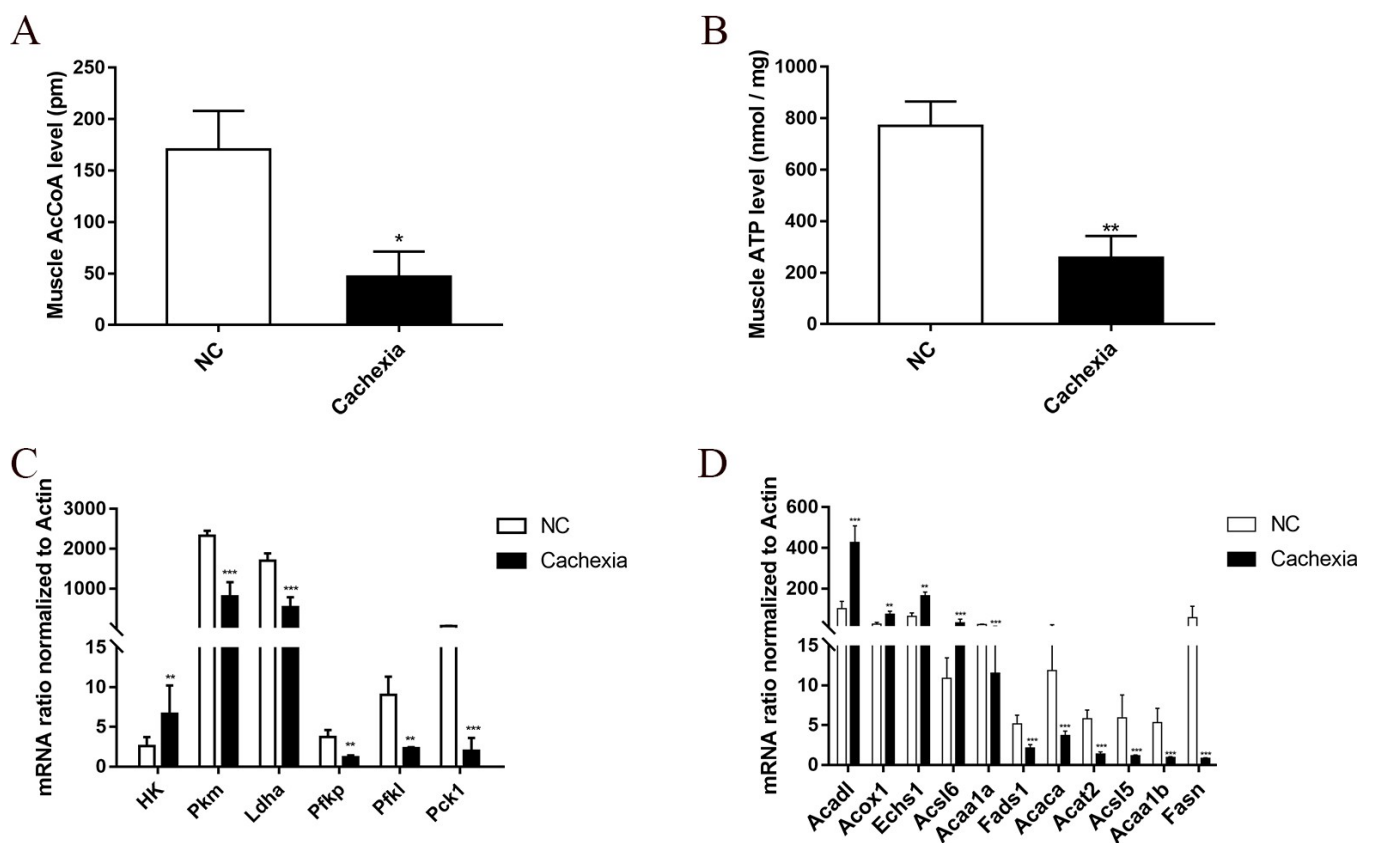 A
Muscle AcCoA level (pm)
250
200
150
100
50
0
*
NC
Cachexia
B
Muscle ATP level (nmol / mg)
1000
800
600
400
200
0
**
NC
Cachexia
C
mRNA ratio normalized to Actin
3000
2000
1000
15
10
5
0
**
***
***
**
**
***
HK
Pkm
Ldha
Pfkp
Pfkl
Pck1
NC
Cachexia
D
mRNA ratio normalized to Actin
600
400
200
15
10
5
0
***
**
**
***
***
***
***
***
***
***
***
Acadl
Acox1
Echs1
Acsl6
Acaa1a
Fads1
Acaca
Acat2
Acsl5
Acaa1b
Fasn
NC
Cachexia